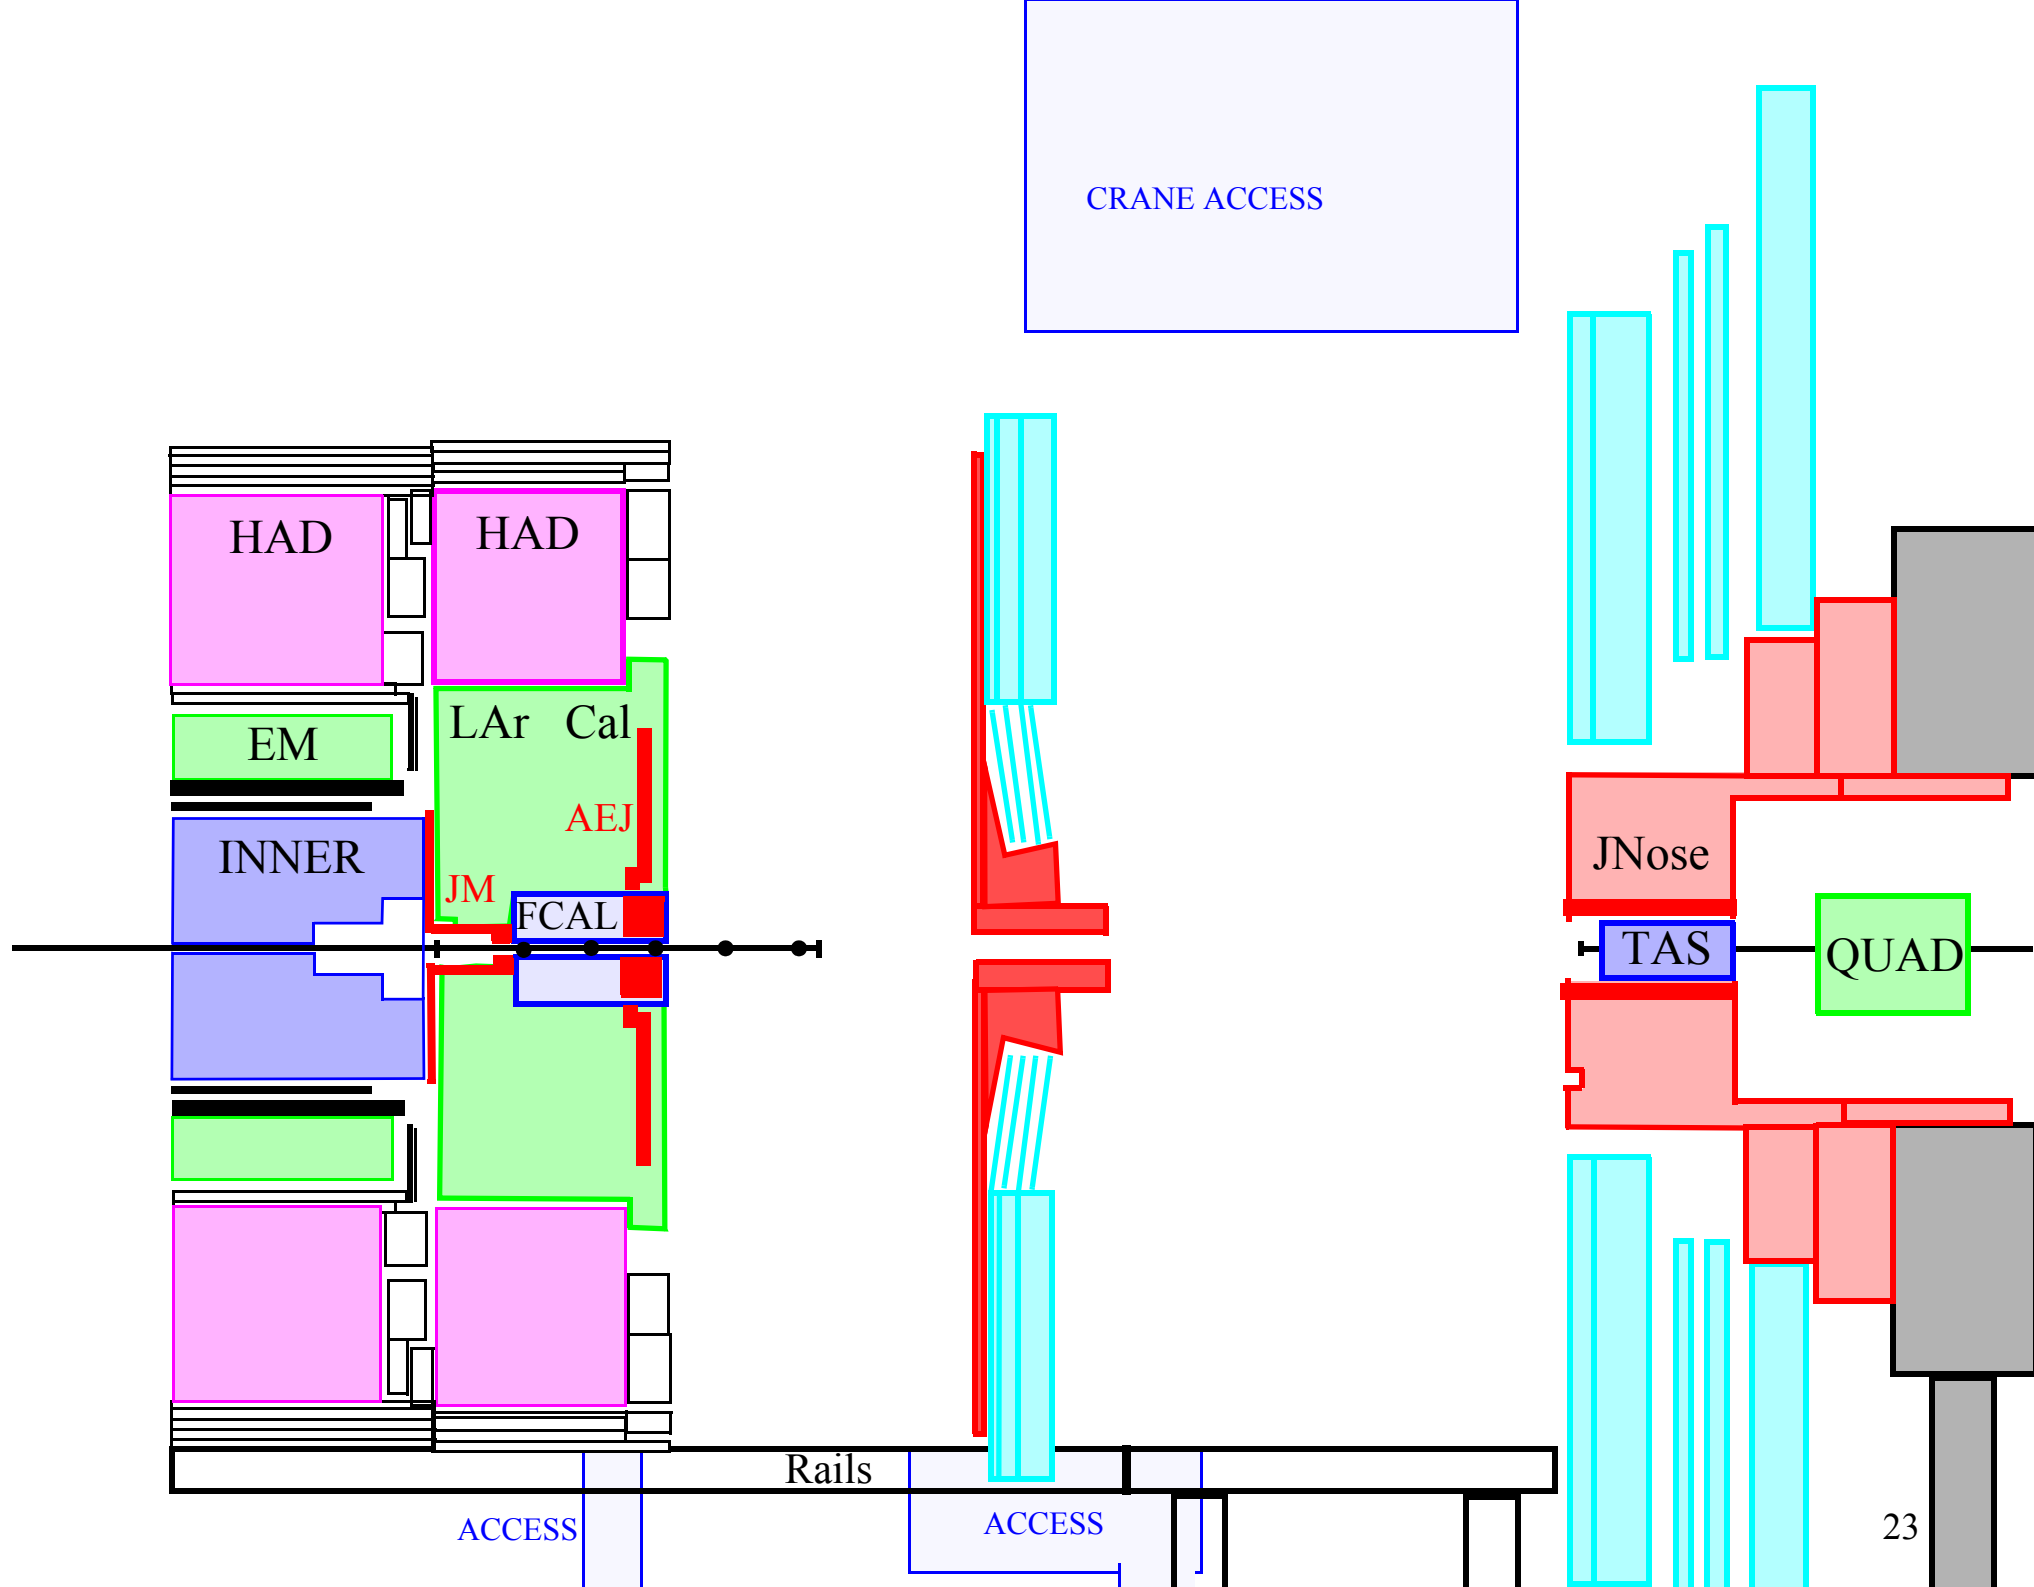 CRANE ACCESS
HAD
HAD
LAr Cal
EM
AEJ
INNER
JNose
JM
FCAL
TAS
QUAD
Rails
ACCESS
ACCESS
23